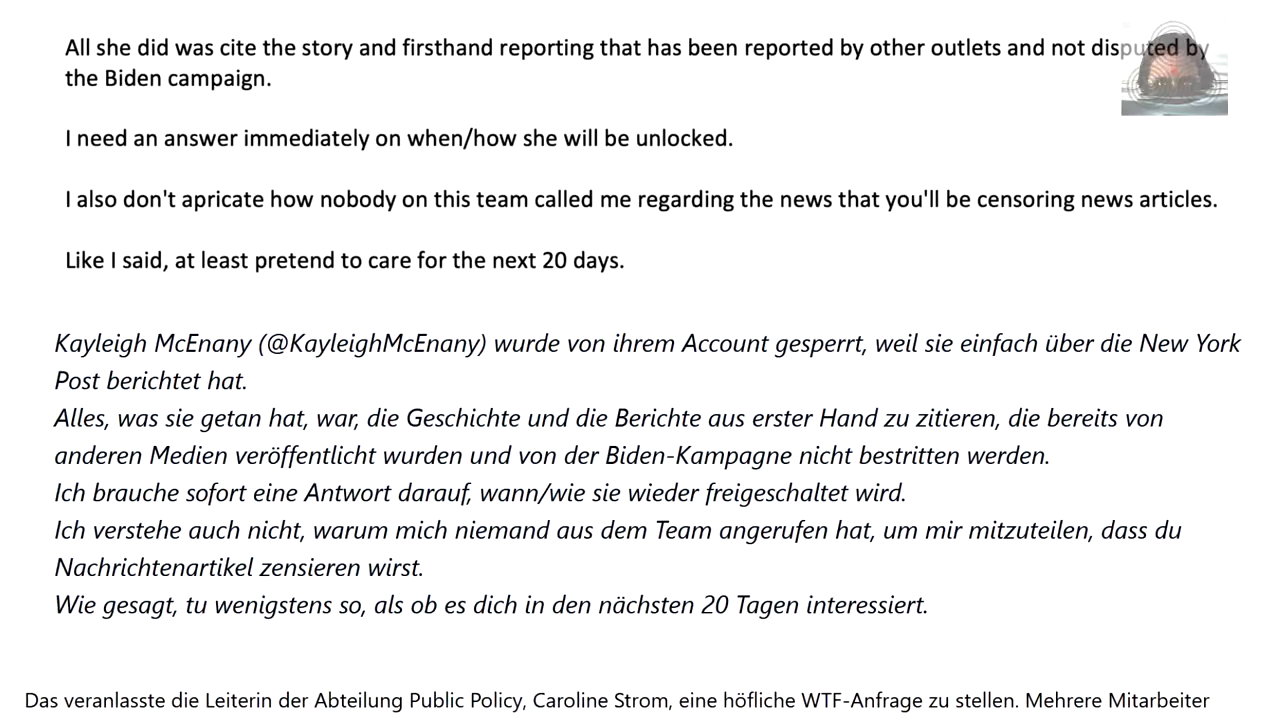 All she did was cite the story and firsthand reporting that has been reported by other outlets and not disputed by
the Biden campaign.
I need an answer immediately on when/how she will be unlocked.
I also don't apricate how nobody on this team called me regarding the news that you'll be censoring news articles.
Like I said, at least pretend to care for the next 20 days.
Kayleigh McEnany (@KayleighMcEnany) wurde von ihrem Account gesperrt, weil sie einfach über die New York
Post berichtet hat.
Alles, was sie getan hat, war, die Geschichte und die Berichte aus erster Hand zu zitieren, die bereits von
anderen Medien veröffentlicht wurden und von der Biden-Kampagne nicht bestritten werden.
Ich brauche sofort eine Antwort darauf, wann/wie sie wieder freigeschaltet wird.
Ich verstehe auch nicht, warum mich niemand aus dem Team angerufen hat, um mir mitzuteilen, dass du
Nachrichtenartikel zensieren wirst.
Wie gesagt, tu wenigstens so, als ob es dich in den nächsten 20 Tagen interessiert.
Das veranlasste die Leiterin der Abteilung Public Policy, Caroline Strom, eine höfliche WTF-Anfrage zu stellen. Mehrere Mitarbeiter